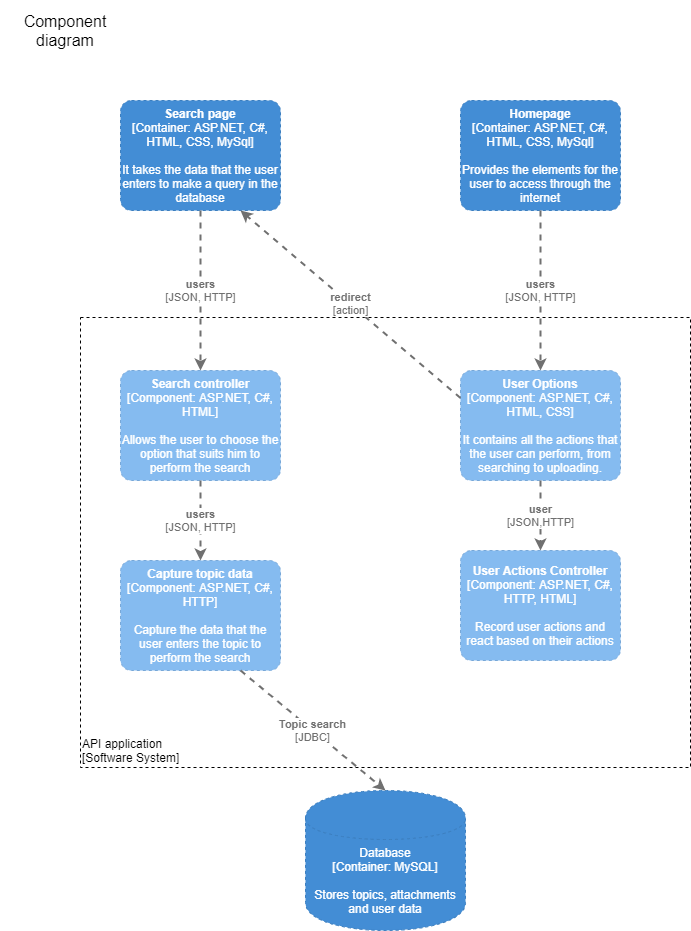 Component
diagram
Search page
[Container: ASP.NET, C#,
HTML, CSS, MySql]
It takes the data that the user
enters to make a query in the
database
Homepage
[Container: ASP.NET, C#,
HTML, CSS, MySql]
Provides the elements for the
user to access through the
internet
users
[JSON, HTTP]
redirect
[action]
users
[JSON, HTTP]
Search controller
[Component: ASP.NET, C#,
HTML]
Allows the user to choose the
option that suits him to
perform the search
User Options
[Component: ASP.NET, C#,
HTML, CSS]
It contains all the actions that
the user can perform, from
searching to uploading.
users
[JSON, HTTP]
user
[JSON,HTTP]
Capture topic data
[Component: ASP.NET, C#,
HTTP]
Capture the data that the
user enters the topic to
perform the search
User Actions Controller
[Component: ASP.NET, C#,
HTTP, HTML]
Record user actions and
react based on their actions
Topic search
[JDBC]
API application
[Software System]
Database
[Container: MySQL]
Stores topics, attachments
and user data